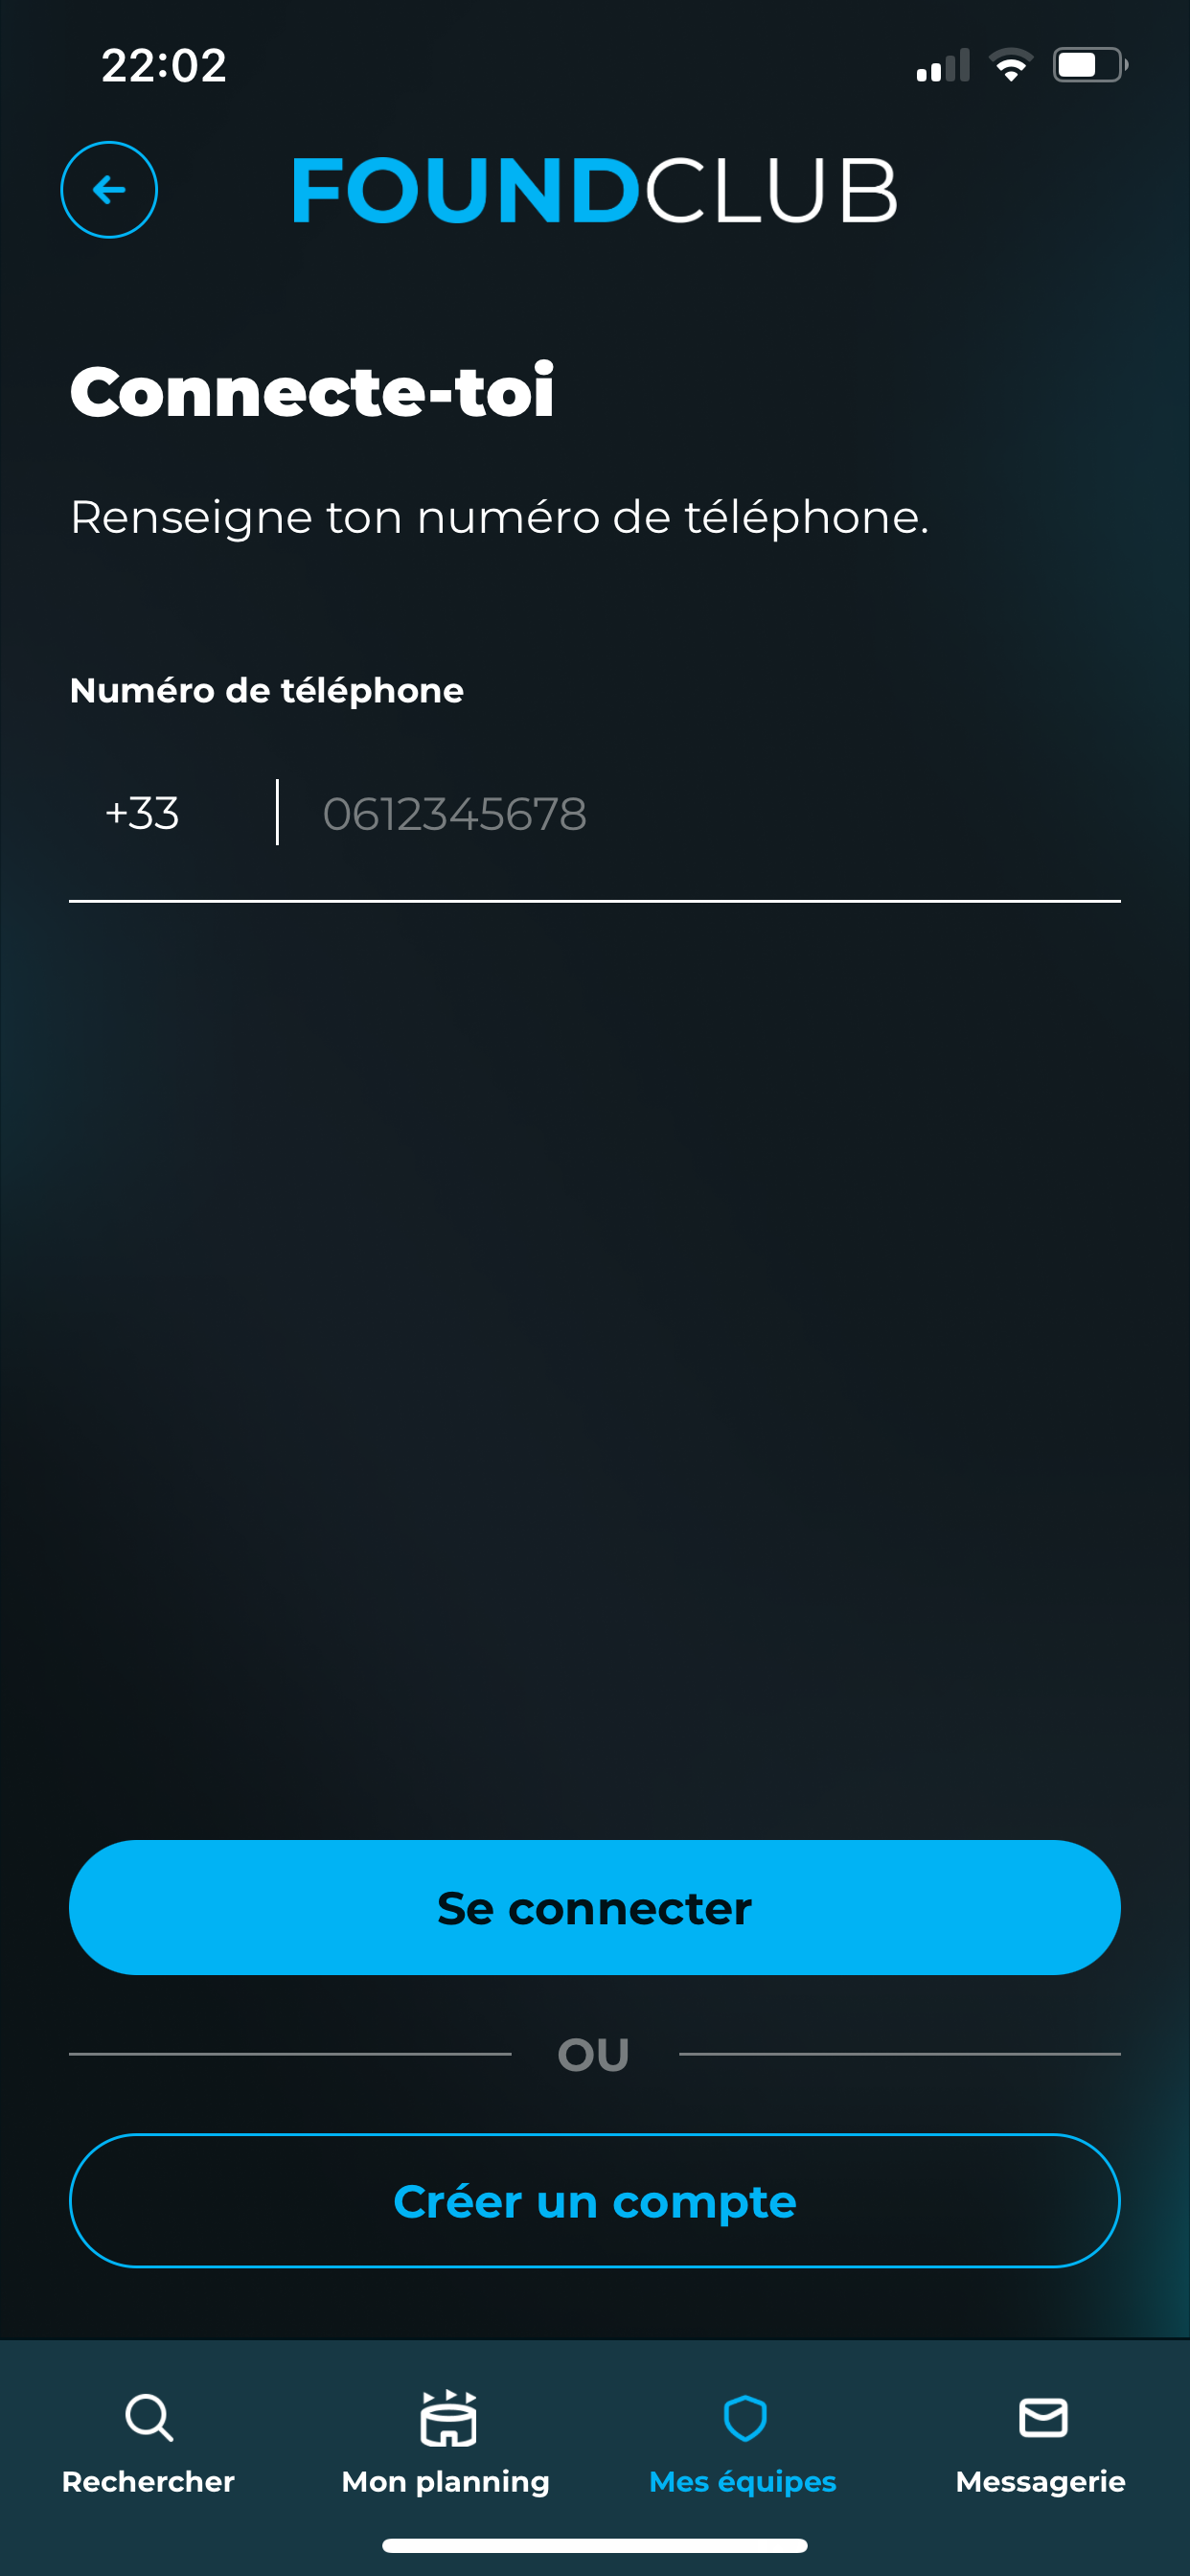 22:02
FOUNDCLUB
Connecte-toi
Renseigne ton numéro de téléphone.
Numéro de téléphone
+33 0612345678
Se connecter
OU
Créer un compte
Rechercher Mon planning Mes équipes Messagerie